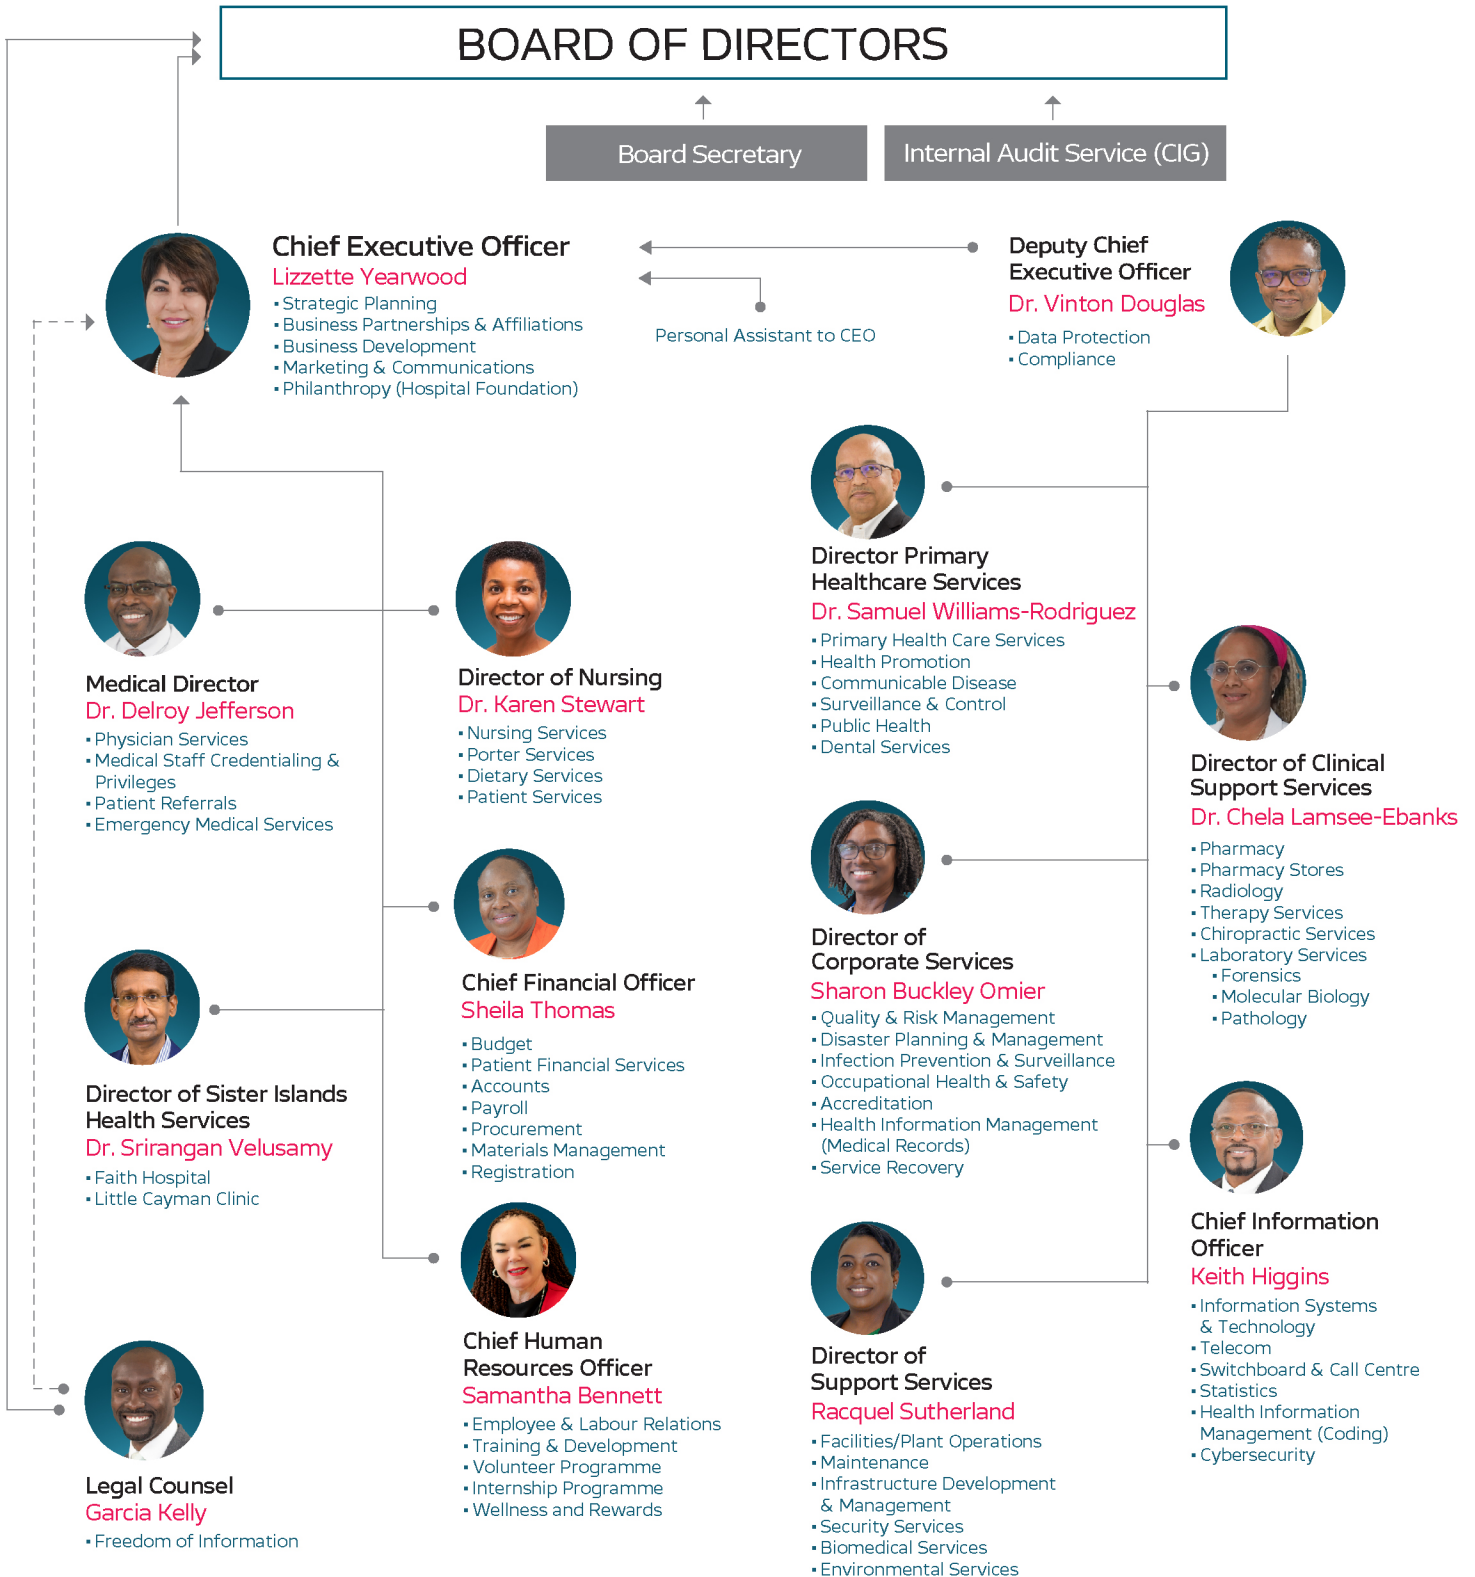 BOARD OF DIRECTORS
Board Secretary
Internal Audit Service (CIG)
Chief Executive Officer
Lizzette Yearwood
▪ Strategic Planning
▪ Business Partnerships & Affiliations
▪ Business Development
▪ Marketing & Communications
▪ Philanthropy (Hospital Foundation)
Personal Assistant to CEO
Deputy Chief
Executive Officer
Dr. Vinton Douglas
▪ Data Protection
▪ Compliance
Medical Director
Dr. Delroy Jefferson
▪ Physician Services
▪ Medical Staff Credentialing &
Privileges
▪ Patient Referrals
▪ Emergency Medical Services
Director of Nursing
Dr. Karen Stewart
▪ Nursing Services
▪ Porter Services
▪ Dietary Services
▪ Patient Services
Director Primary
Healthcare Services
Dr. Samuel Williams-Rodriguez
▪ Primary Health Care Services
▪ Health Promotion
▪ Communicable Disease
▪ Surveillance & Control
▪ Public Health
▪ Dental Services
Director of Clinical
Support Services
Dr. Chela Lamsee-Ebanks
▪ Pharmacy
▪ Pharmacy Stores
▪ Radiology
▪ Therapy Services
▪ Chiropractic Services
▪ Laboratory Services
▪ Forensics
▪ Molecular Biology
▪ Pathology
Chief Financial Officer
Sheila Thomas
▪ Budget
▪ Patient Financial Services
▪ Accounts
▪ Payroll
▪ Procurement
▪ Materials Management
▪ Registration
Director of
Corporate Services
Sharon Buckley Omier
▪ Quality & Risk Management
▪ Disaster Planning & Management
▪ Infection Prevention & Surveillance
▪ Occupational Health & Safety
▪ Accreditation
▪ Health Information Management
(Medical Records)
▪ Service Recovery
Director of Sister Islands
Health Services
Dr. Srirangan Velusamy
▪ Faith Hospital
▪ Little Cayman Clinic
Chief Information
Officer
Keith Higgins
▪ Information Systems
& Technology
▪ Telecom
▪ Switchboard & Call Centre
▪ Statistics
▪ Health Information
Management (Coding)
▪ Cybersecurity
Chief Human
Resources Officer
Samantha Bennett
▪ Employee & Labour Relations
▪ Training & Development
▪ Volunteer Programme
▪ Internship Programme
▪ Wellness and Rewards
Director of
Support Services
Racquel Sutherland
▪ Facilities/Plant Operations
▪ Maintenance
▪ Infrastructure Development
& Management
▪ Security Services
▪ Biomedical Services
▪ Environmental Services
Legal Counsel
Garcia Kelly
▪ Freedom of Information